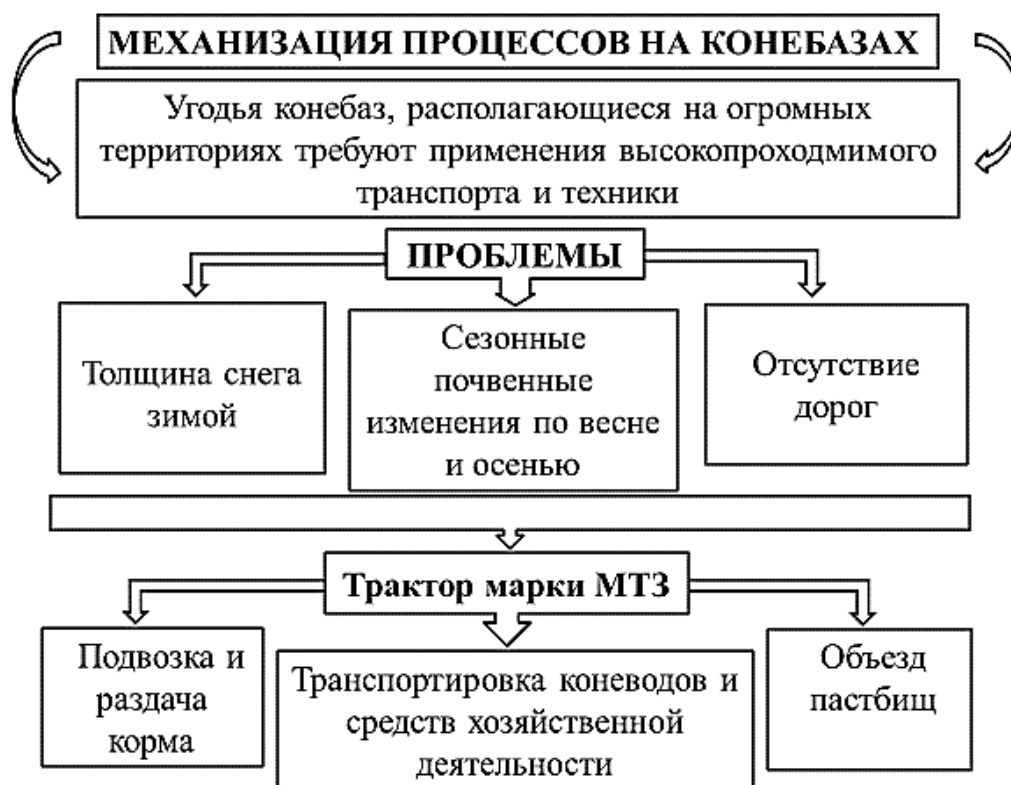 МЕХАНИЗАЦИЯ ПРОЦЕССОВ НА КОНЕБАЗАХ
Угодья конебаз, располагающиеся на огромных
территориях требуют применения высокопроходмимого
транспорта и техники
ПРОБЛЕМЫ
Толщина снега
зимой
Сезонные
почвенные
изменения по весне
и осенью
Отсутствие
дорог
Трактор марки МТЗ
Подвозка и
раздача
корма
Транспортировка коневодов и
средств хозяйственной
деятельности
Объезд
пастбищ